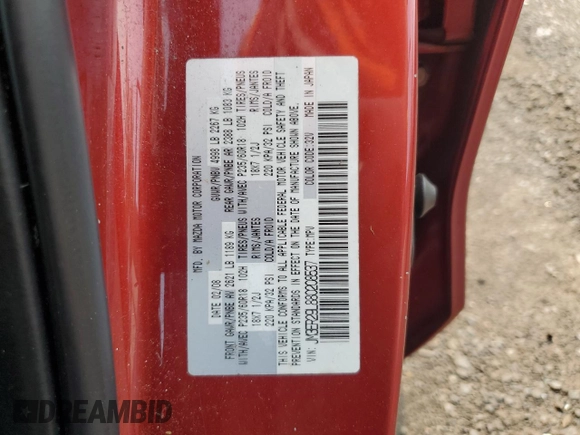 MFD. BY MAZDA MOTOR CORPORATION
DATE 02/08 GVWR/PNBV 4998 LB 2267 KG
FRONT GAWR/PNBE AV 2621 LB 1189 KG REAR GAWR/PNBE AR 2388 LB 1083 KG
WITH/AVEC P235/60R18 102H TIRES/PNEUS WITH/AVEC P235/60R18 102H TIRES/PNEUS
18X7 1/2J RIMS/JANTES 18X7 1/2J RIMS/JANTES
220 KPA/32 PSI COLD/A FROID 220 KPA/32 PSI COLD/A FROID
THIS VEHICLE CONFORMS TO ALL APPLICABLE FEDERAL MOTOR VEHICLE SAFETY AND THEFT
PREVENTION STANDARDS IN EFFECT ON THE DATE OF MANUFACTURE SHOWN ABOVE.
VIN: JM3ER29L880208637 TYPE:MPV COLOR CODE:32V MADE IN JAPAN
DREAMBID